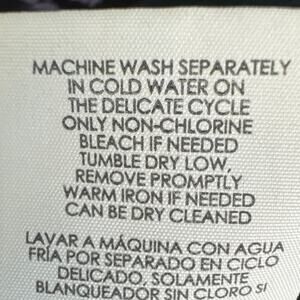 MACHINE WASH SEPARATELY
IN COLD WATER ON
THE DELICATE CYCLE
ONLY NON-CHLORINE
BLEACH IF NEEDED
TUMBLE DRY LOW,
REMOVE PROMPTLY
WARM IRON IF NEEDED
CAN BE DRY CLEANED
LAVAR A MÁQUINA CON AGUA
FRÍA POR SEPARADO EN CICLO
DELICADO, SOLAMENTE
BLANQUEADOR SIN CLORO SI